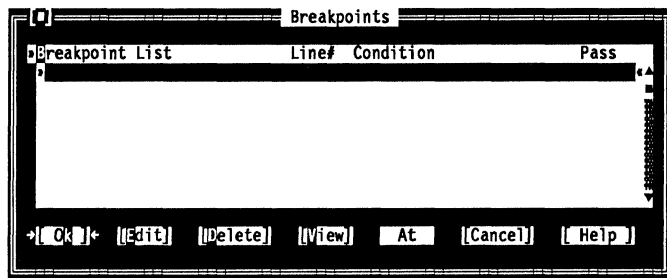 Breakpoints
Breakpoint List Line# Condition Pass
[ Ok ] [Edit] [Delete] [View] At [Cancel] [ Help ]